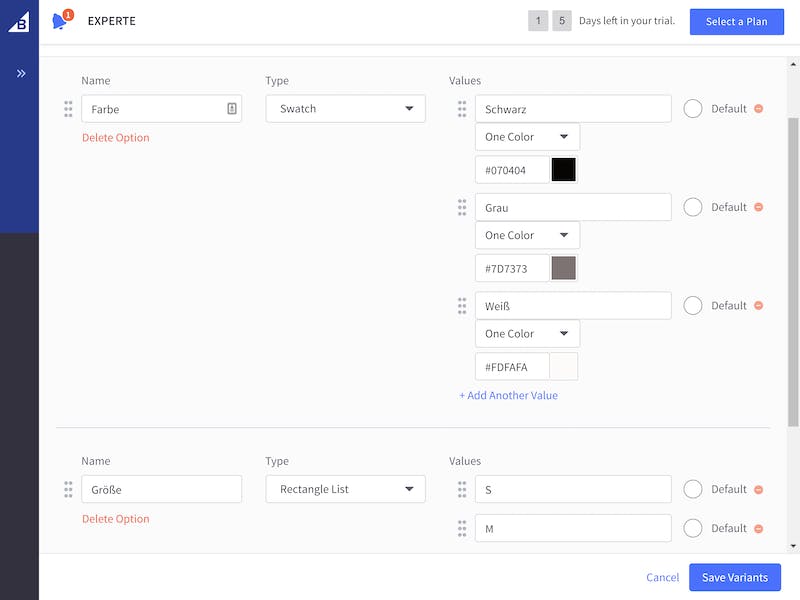 B
1
EXPERTE
1 5 Days left in your trial.
Select a Plan
Name Type Values
Farbe Swatch Schwarz Default
Delete Option One Color
#070404
Grau Default
One Color
#7D7373
Weiß Default
One Color
#FDFAFA
+ Add Another Value
Name Type Values
Größe Rectangle List S Default
Delete Option
M Default
Cancel Save Variants